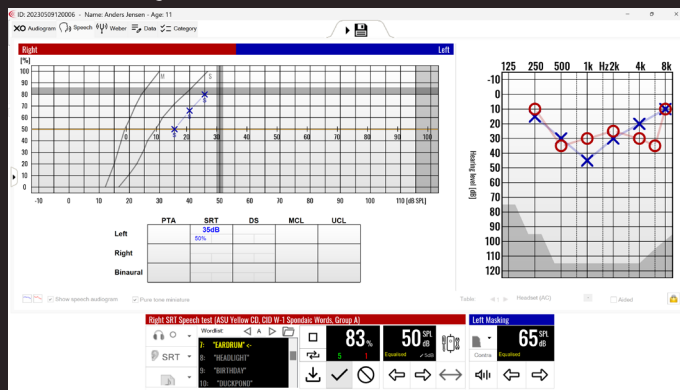 ID: 20230509120006 - Name: Anders Jensen - Age: 11
Audiogram Speech Weber Data Category
Right Left
[%]
100
90
80
70
60
50
40
30
20
10
0
M S
0 10 20 30 40 50 60 70 80 90 100
-10 0 10 20 30 40 50 60 70 80 90 100 110 [dB SPL]
125 250 500 1k Hz 2k 4k 8k
-10
0
10
20
30
40
50
60
70
80
90
100
110
120
Hearing level [dB]
PTA SRT DS MCL UCL
Left 35dB
50%
Right
Binaural
Show speech audiogram Pure tone miniature
Table: Headset (AC) Aided
Right SRT Speech test (ASU Yellow CD, CID W-1 Spondaic Words, Group A)
Wordlist: A
7: "EARDRUM" <-
8: "HEADLIGHT"
9: "BIRTHDAY"
10: "DUCKPOND"
SRT
83 %
5 1
50 SPL dB
Equalised 5dB
Left Masking
65 SPL dB
Contra Equalised